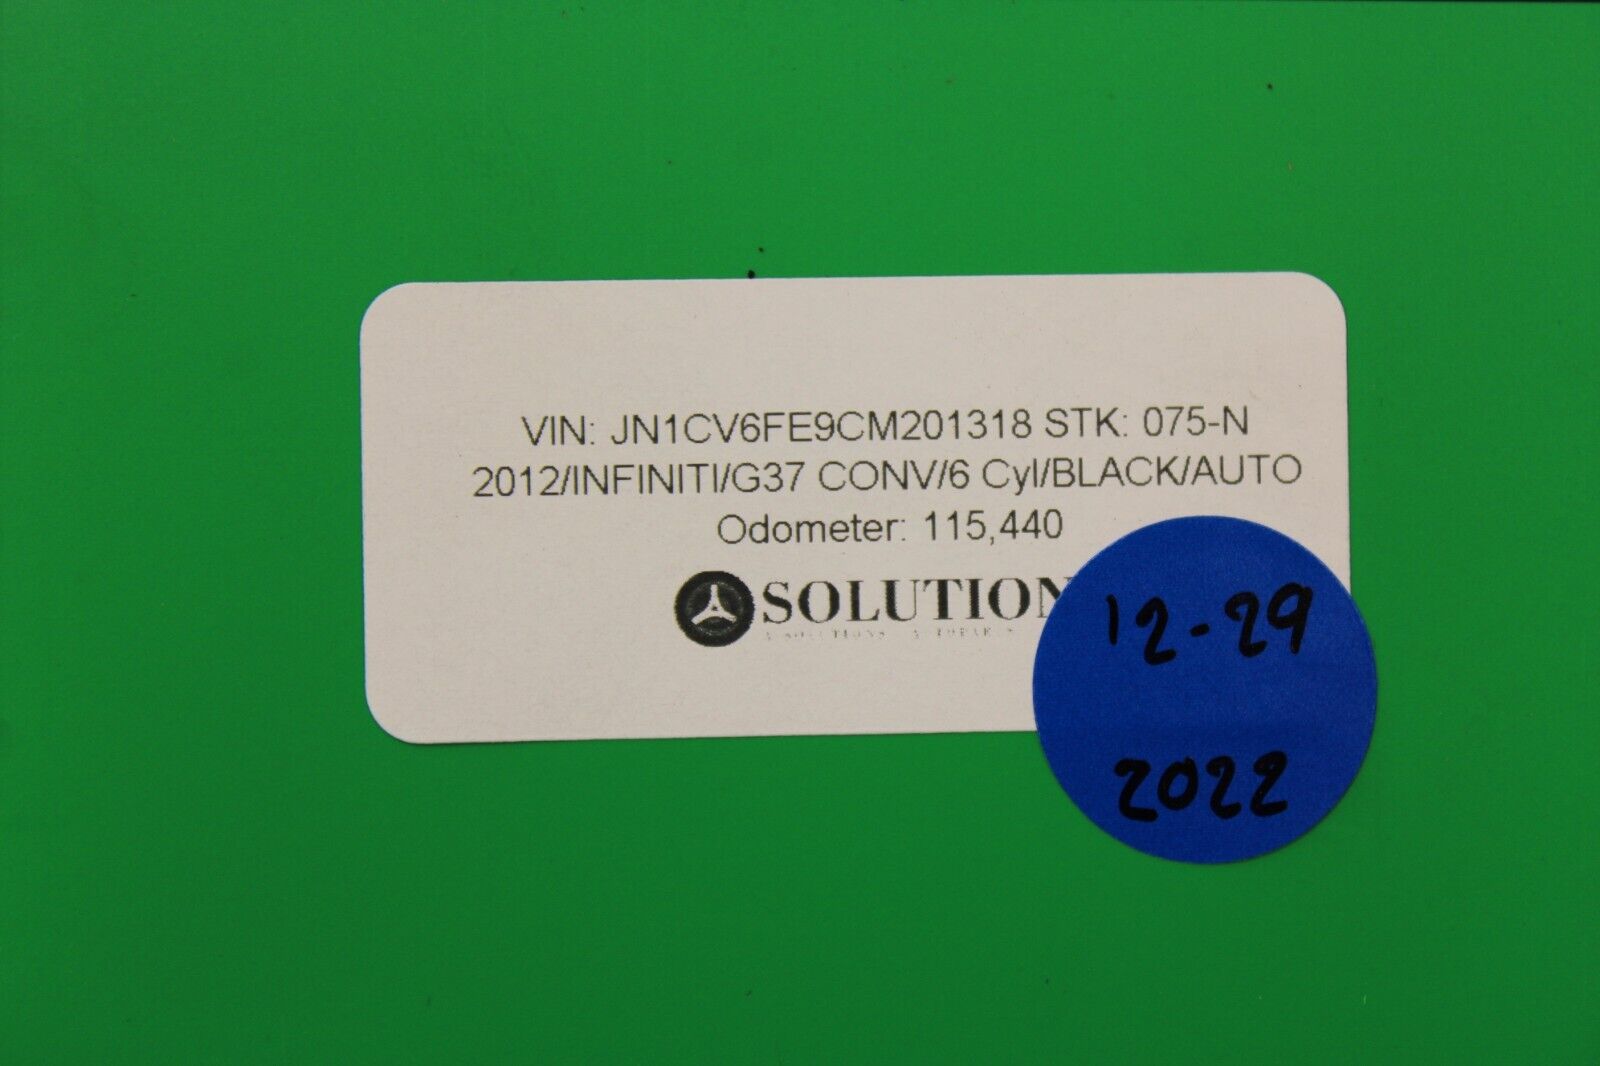 VIN: JN1CV6FE9CM201318 STK: 075-N
2012/INFINITI/G37 CONV/6 Cyl/BLACK/AUTO
Odometer: 115,440
SOLUTION
12-29
2022